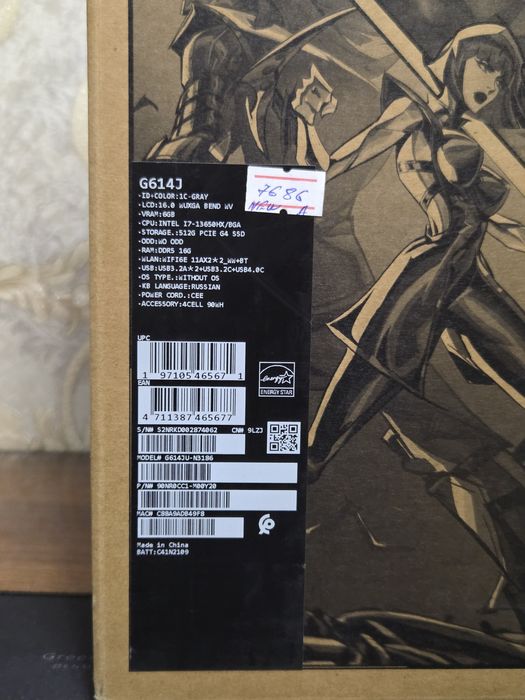 G614J
7686
NEW A
·ID+COLOR:1C-GRAY
·LCD:16.0 WUXGA BEND WV
·VRAM:6GB
·CPU:INTEL I7-13650HX/BGA
·STORAGE.:512G PCIE G4 SSD
·ODD:WO ODD
·RAM:DDR5 16G
·WLAN:WIFI6E 11AX2*2_WW+BT
·USB:USB3.2A*2+USB3.2C+USB4.0C
·OS TYPE.:WITHOUT OS
·KB LANGUAGE:RUSSIAN
·POWER CORD.:CEE
·ACCESSORY:4CELL 90WH
UPC
1 97105 46567 1
EAN
4 711387 465677
energy
ENERGY STAR
S/N# S2NRKD002874062 CN# 9LZJ
MODEL# G614JU-N3186
P/N# 90NR0CC1-M00Y20
MAC# CBBA9ADB49F8
Made in China
BATT:C41N2109